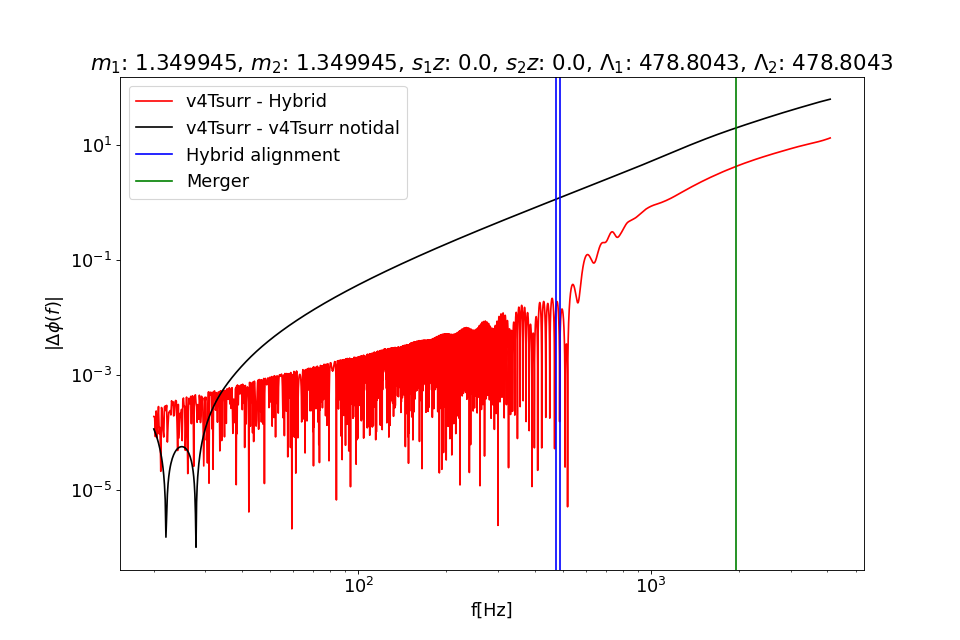 m₁: 1.349945, m₂: 1.349945, s₁z: 0.0, s₂z: 0.0, Λ₁: 478.8043, Λ₂: 478.8043
v4Tsurr - Hybrid
v4Tsurr - v4Tsurr notidal
Hybrid alignment
Merger
|Δϕ(f)|
10¹
10⁻¹
10⁻³
10⁻⁵
10² 10³
f[Hz]